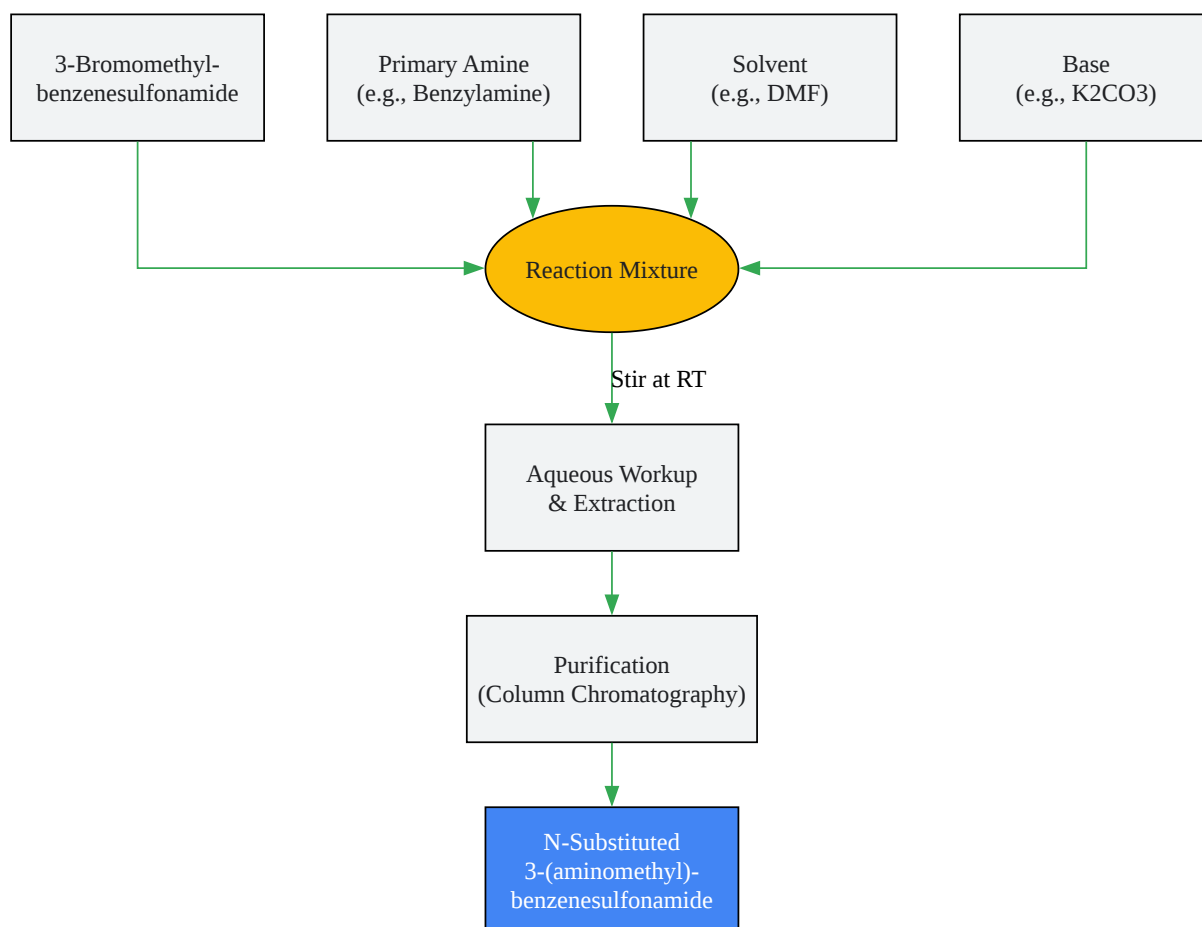 3-Bromomethyl-
benzenesulfonamide
Primary Amine
(e.g., Benzylamine)
Solvent
(e.g., DMF)
Base
(e.g., K2CO3)
Reaction Mixture
Stir at RT
Aqueous Workup
& Extraction
Purification
(Column Chromatography)
N-Substituted
3-(aminomethyl)-
benzenesulfonamide